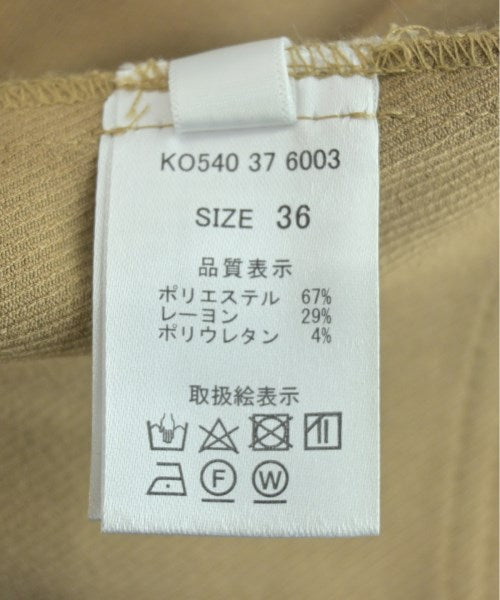 KO540 37 6003
SIZE 36
品質表示
ポリエステル 67%
レーヨン 29%
ポリウレタン 4%
取扱絵表示
F W